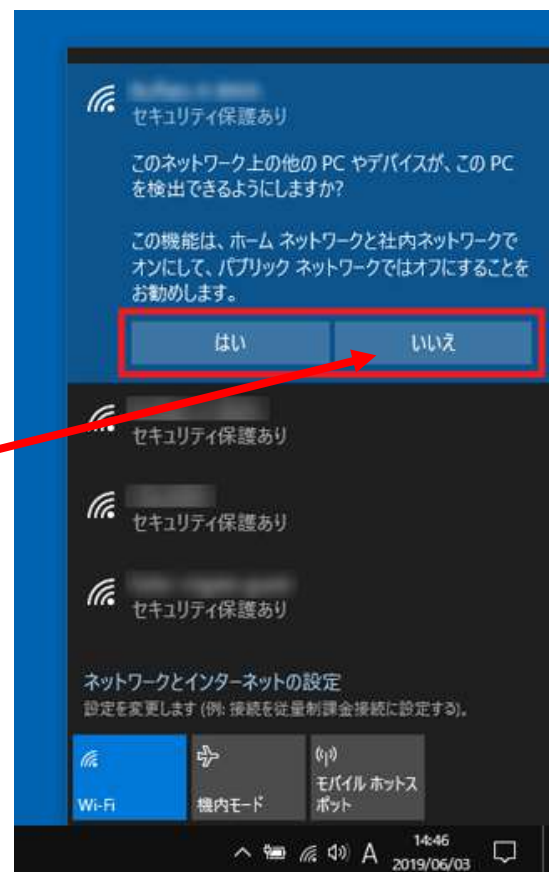 セキュリティ保護あり
このネットワーク上の他の PC やデバイスが、この PC
を検出できるようにしますか?
この機能は、ホーム ネットワークと社内ネットワークで
オンにして、パブリック ネットワークではオフにすることを
お勧めします。
はい いいえ
セキュリティ保護あり
セキュリティ保護あり
セキュリティ保護あり
ネットワークとインターネットの設定
設定を変更します (例: 接続を従量制課金接続に設定する)。
Wi-Fi
機内モード
モバイル ホットス
ポット
A
14:46
2019/06/03